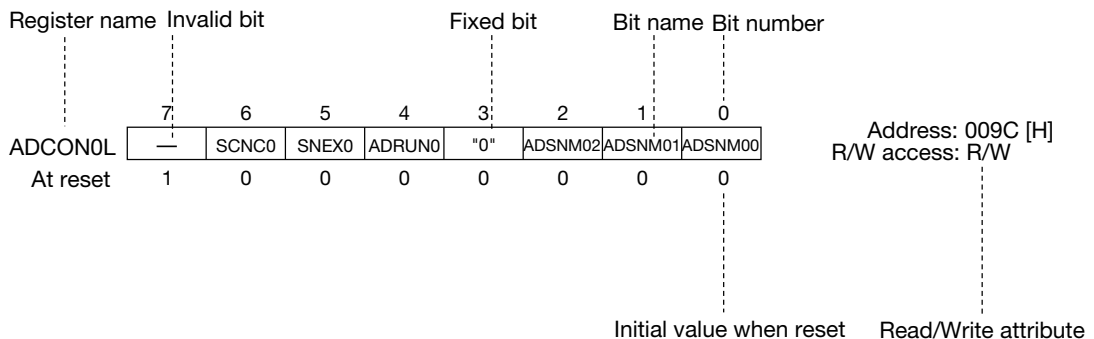 Register name Invalid bit Fixed bit Bit name Bit number
7 6 5 4 3 2 1 0
ADCON0L — SCNC0 SNEX0 ADRUN0 "0" ADSNM02 ADSNM01 ADSNM00
Address: 009C [H]
R/W access: R/W
At reset 1 0 0 0 0 0 0 0
Initial value when reset Read/Write attribute